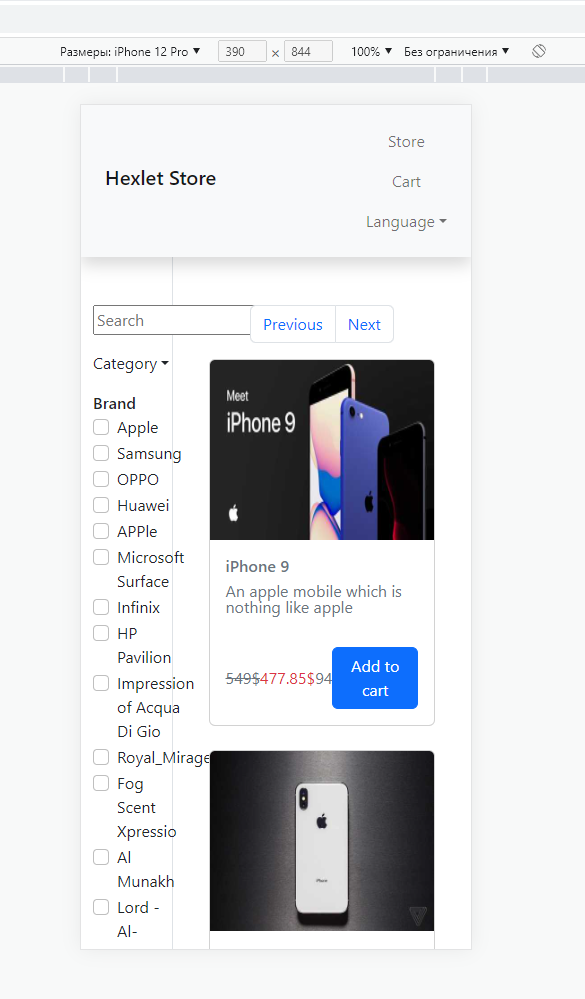 Размеры: iPhone 12 Pro ▼ 390 × 844 100% ▼ Без ограничения ▼
Hexlet Store
Store
Cart
Language
Search
Previous Next
Category
Brand
Apple
Samsung
OPPO
Huawei
APPle
Microsoft
Surface
Infinix
HP
Pavilion
Impression
of Acqua
Di Gio
Royal_Mirage
Fog
Scent
Xpressio
Al
Munakh
Lord -
Al-
Meet
iPhone 9
iPhone 9
An apple mobile which is
nothing like apple
549$477.85$94
Add to
cart
iPhone